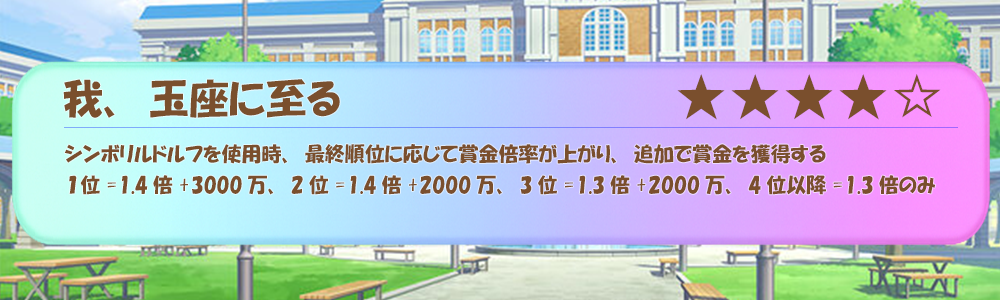 我、玉座に至る ★★★★☆
シンボリルドルフを使用時、最終順位に応じて賞金倍率が上がり、追加で賞金を獲得する
1位=1.4倍+3000万、2位=1.4倍+2000万、3位=1.3倍+2000万、4位以降=1.3倍のみ